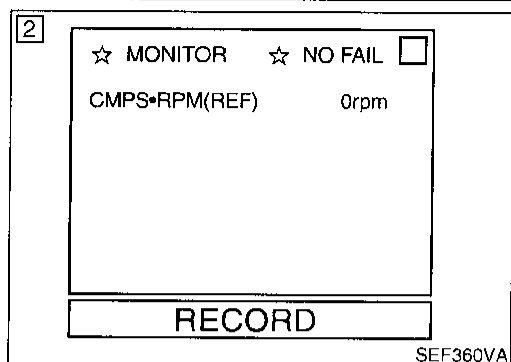 2
☆ MONITOR ☆ NO FAIL
CMPS•RPM(REF) 0rpm
RECORD
SEF360VA